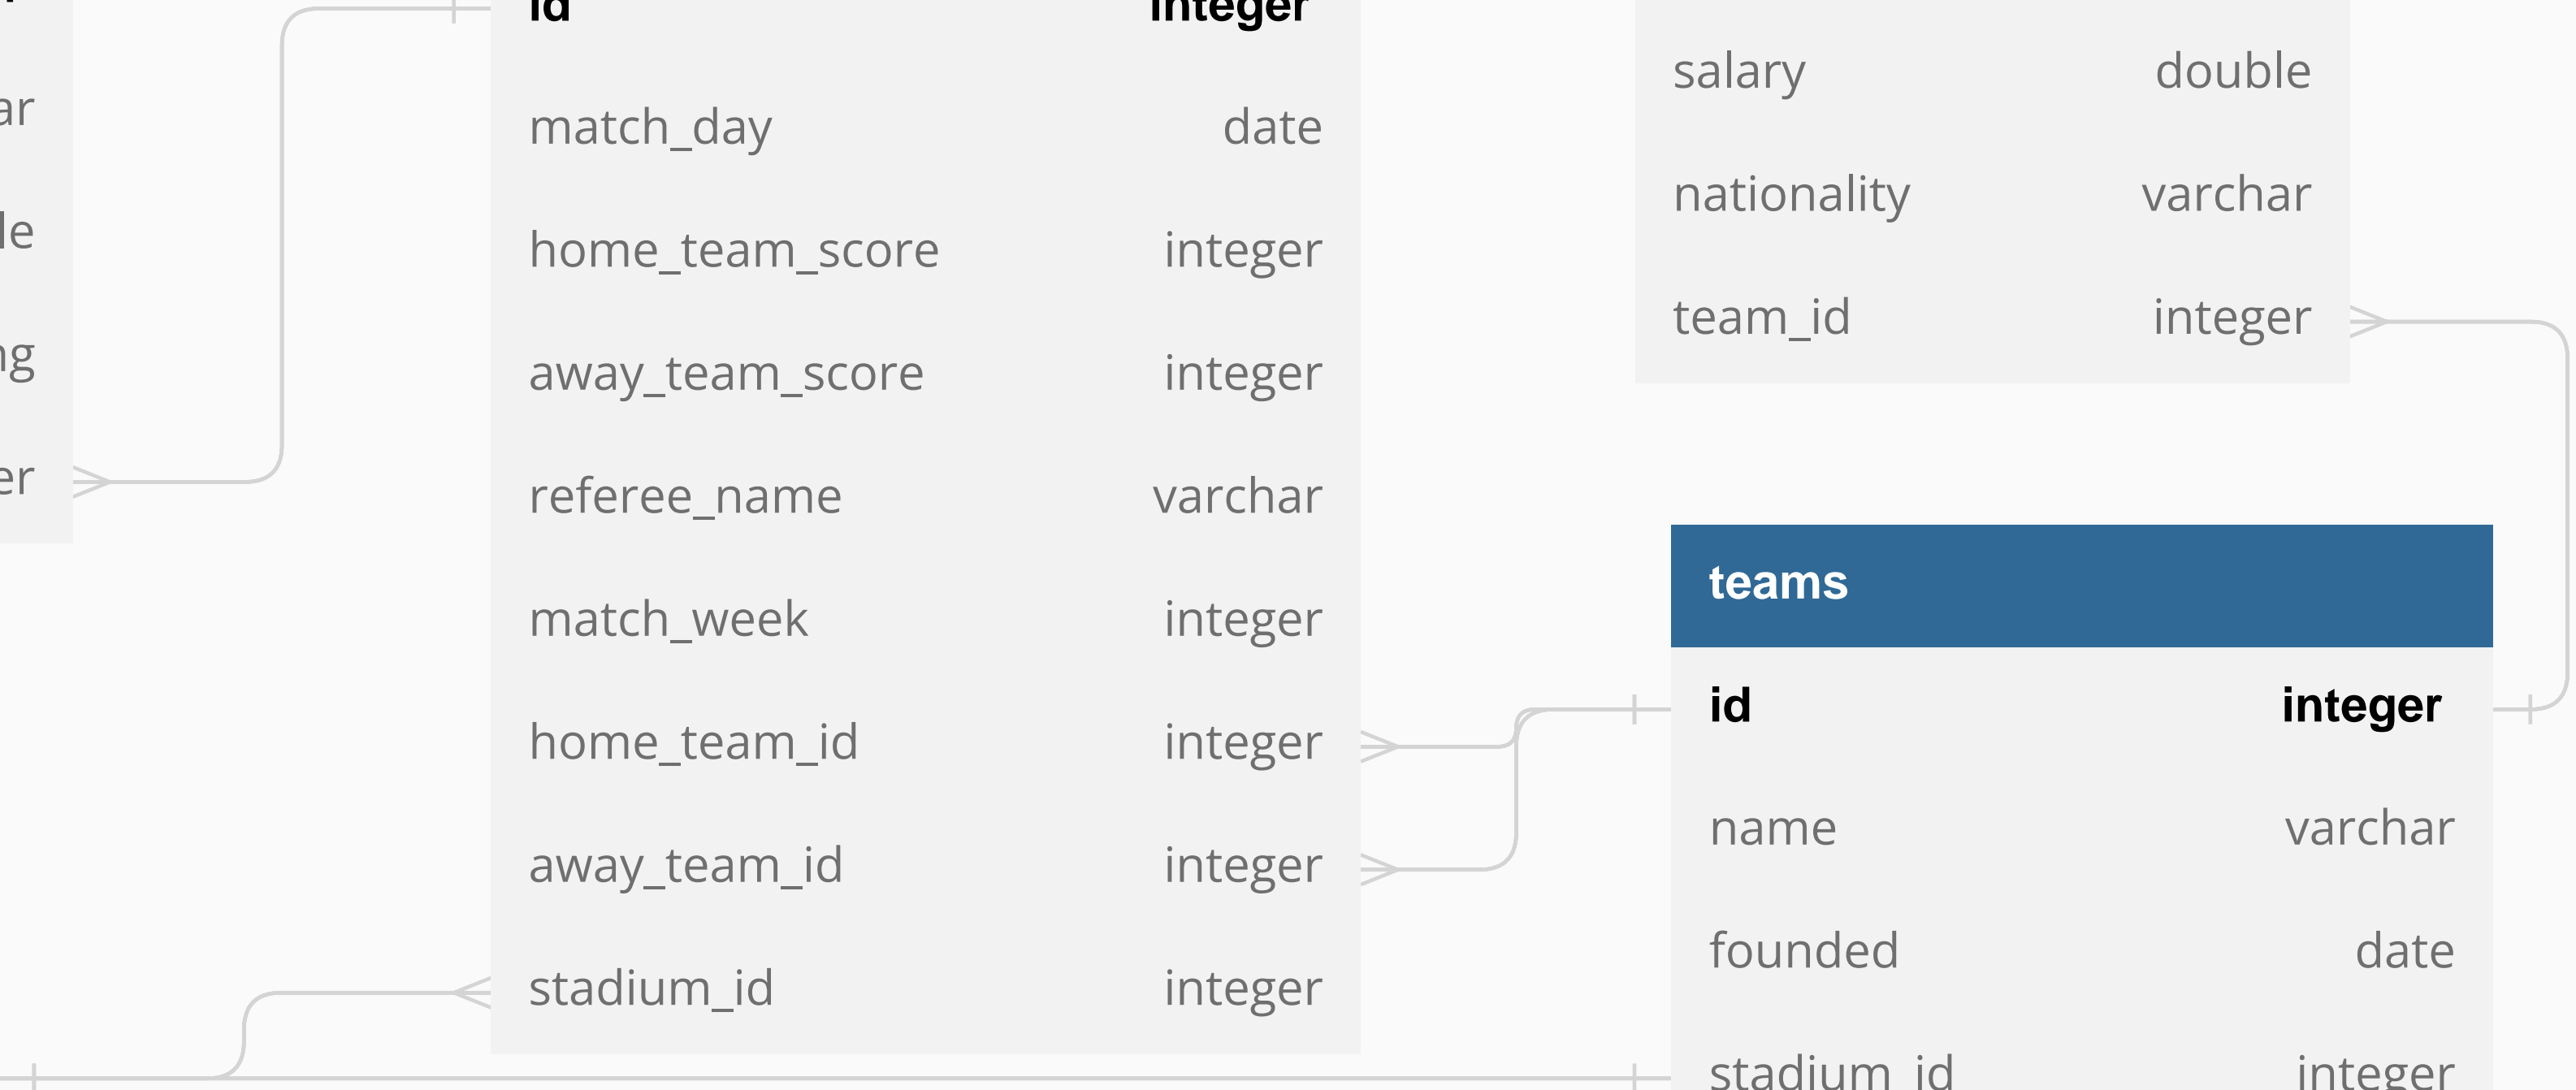 id integer
match_day date
home_team_score integer
away_team_score integer
referee_name varchar
match_week integer
home_team_id integer
away_team_id integer
stadium_id integer
salary double
nationality varchar
team_id integer
teams
id integer
name varchar
founded date
stadium_id integer